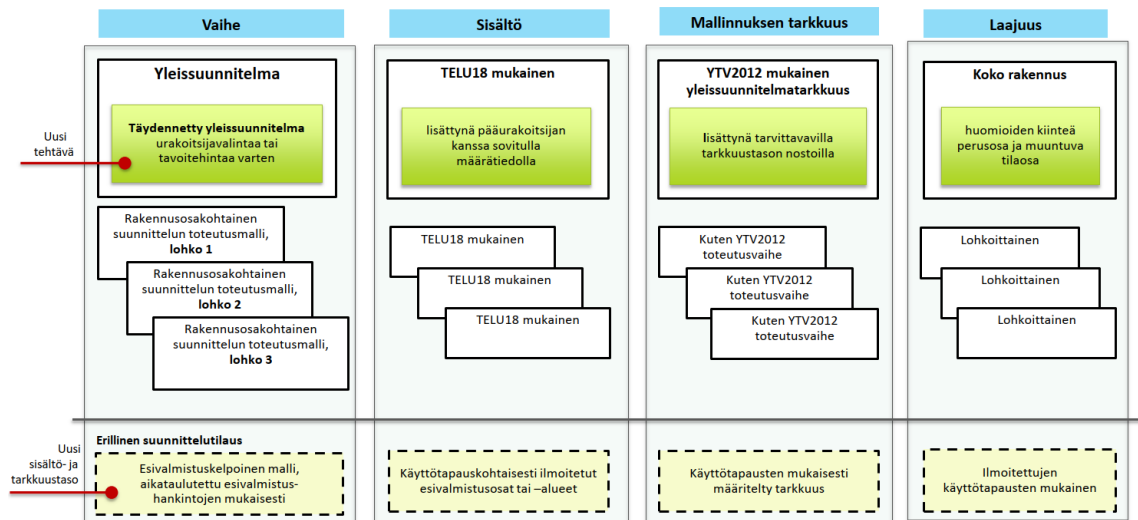 Vaihe
Sisältö
Mallinnuksen tarkkuus
Laajuus
Yleissuunnitelma
TELU18 mukainen
YTV2012 mukainen
yleissuunnitelmatarkkuus
Koko rakennus
Uusi
tehtävä
Täydennetty yleissuunnitelma
urakoitsijavalintaa tai
tavoitehintaa varten
lisättynä pääurakoitsijan
kanssa sovitulla
määrätiedolla
lisättynä tarvittavavilla
tarkkuustason nostoilla
huomioiden kiinteä
perusosa ja muuntuva
tilaosa
Rakennusosakohtainen
suunnittelun toteutusmalli,
lohko 1
Rakennusosakohtainen
suunnittelun toteutusmalli,
lohko 2
Rakennusosakohtainen
suunnittelun toteutusmalli,
lohko 3
TELU18 mukainen
TELU18 mukainen
TELU18 mukainen
Kuten YTV2012
toteutusvaihe
Kuten YTV2012
toteutusvaihe
Kuten YTV2012
toteutusvaihe
Lohkoittainen
Lohkoittainen
Lohkoittainen
Uusi
sisältö- ja
tarkkuustaso
Erillinen suunnittelutilaus
Esivalmistuskelpoinen malli,
aikataulutettu esivalmistus-
hankintojen mukaisesti
Käyttötapauskohtaisesti ilmoitetut
esivalmistusosat tai –alueet
Käyttötapausten mukaisesti
määritelty tarkkuus
Ilmoitettujen
käyttötapausten mukainen